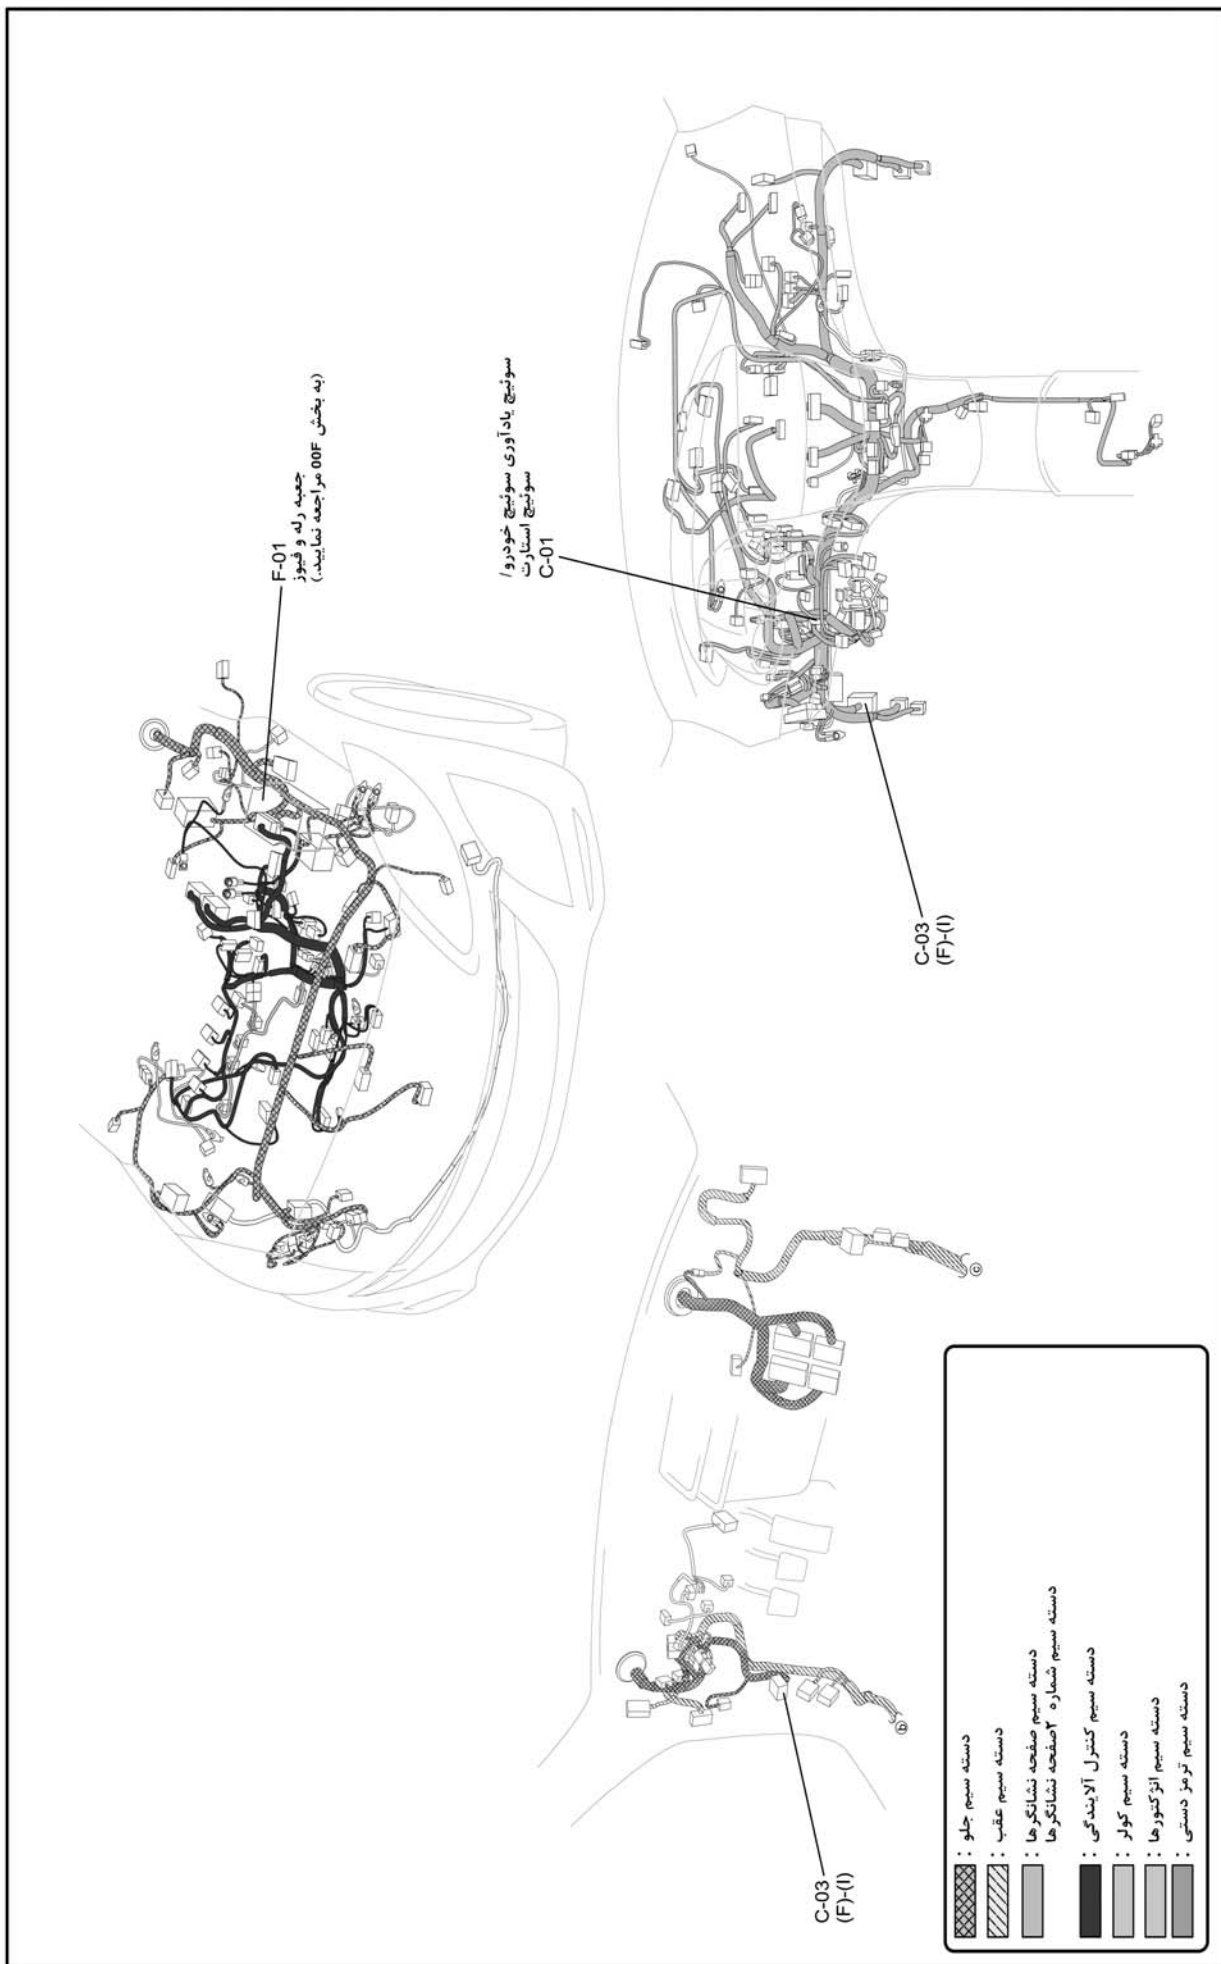 F-01
جعبه رله و فیوز
(به بخش 00F مراجعه نمایید.)
سوئیچ یادآوری سوئیچ خودرو /
سوئیچ استارت
C-01
C-03
(F)-(I)
C-03
(F)-(I)
c
b
: دسته سیم جلو
: دسته سیم عقب
: دسته سیم صفحه نشانگرها
دسته سیم شماره ۲صفحه نشانگرها
: دسته سیم کنترل آلایندگی
: دسته سیم کولر
: دسته سیم انژکتورها
: دسته سیم ترمز دستی